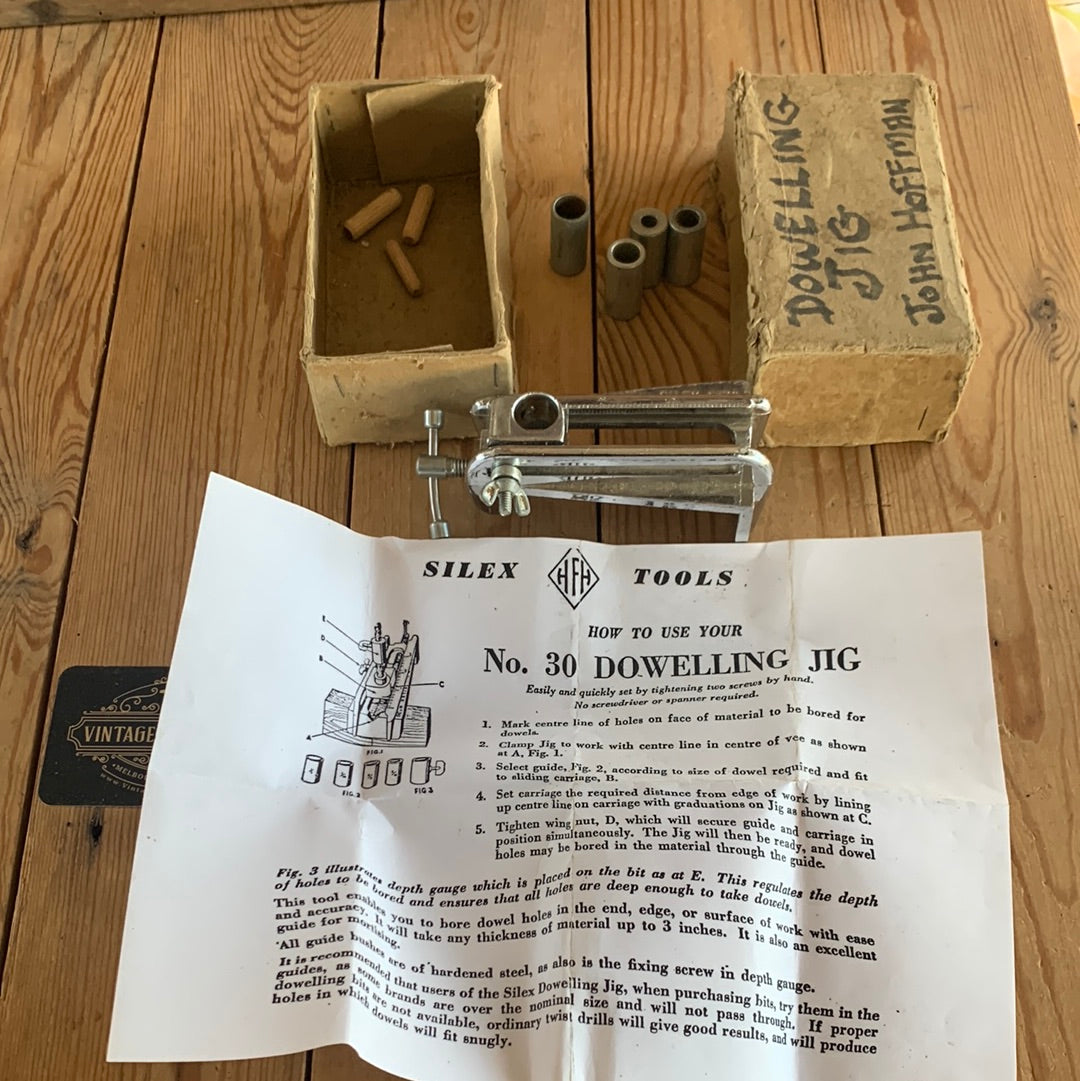 DOWELLING
JIG
JOHN HOFFMAN
SILEX HFH TOOLS
HOW TO USE YOUR
No. 30 DOWELLING JIG
Easily and quickly set by tightening two screws by hand.
No screwdriver or spanner required.
1. Mark centre line of holes on face of material to be bored for
dowels.
2. Clamp Jig to work with centre line in centre of vee as shown
at A, Fig. 1.
3. Select guide, Fig. 2, according to size of dowel required and fit
to sliding carriage, B.
4. Set carriage the required distance from edge of work by lining
up centre line on carriage with graduations on Jig as shown at C.
5. Tighten wing nut, D, which will secure guide and carriage in
position simultaneously. The Jig will then be ready, and dowel
holes may be bored in the material through the guide.
E
D
B
C
A
FIG. 1
FIG. 2
FIG 3
Fig. 3 illustrates depth gauge which is placed on the bit as at E. This regulates the depth
of holes to be bored and ensures that all holes are deep enough to take dowels.
This tool enables you to bore dowel holes in the end, edge, or surface of work with ease
and accuracy. It will take any thickness of material up to 3 inches. It is also an excellent
guide for mortising.
All guide bushes are of hardened steel, as also is the fixing screw in depth gauge.
It is recommended that users of the Silex Dowelling Jig, when purchasing bits, try them in the
guides, as some brands are over the nominal size and will not pass through. If proper
dowelling bits are not available, ordinary twist drills will give good results, and will produce
holes in which dowels will fit snugly.
VINTAGE